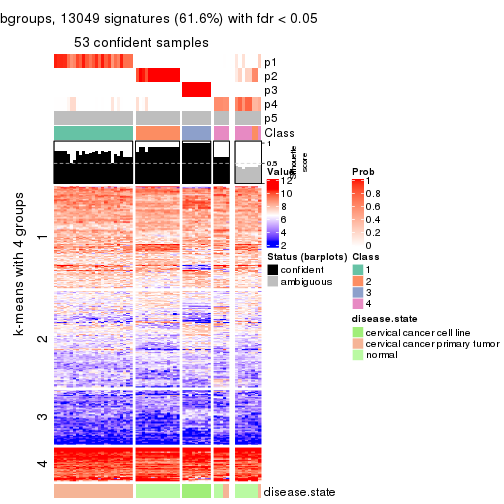 bgroups, 13049 signatures (61.6%) with fdr < 0.05
53 confident samples
p1
p2
p3
p4
p5
Class
1
0.5
0
silhouette
score
k-means with 4 groups
1
2
3
4
disease.state
Value
12
10
8
6
4
2
Prob
1
0.8
0.6
0.4
0.2
0
Status (barplots)
confident
ambiguous
Class
1
2
3
4
disease.state
cervical cancer cell line
cervical cancer primary tumor
normal